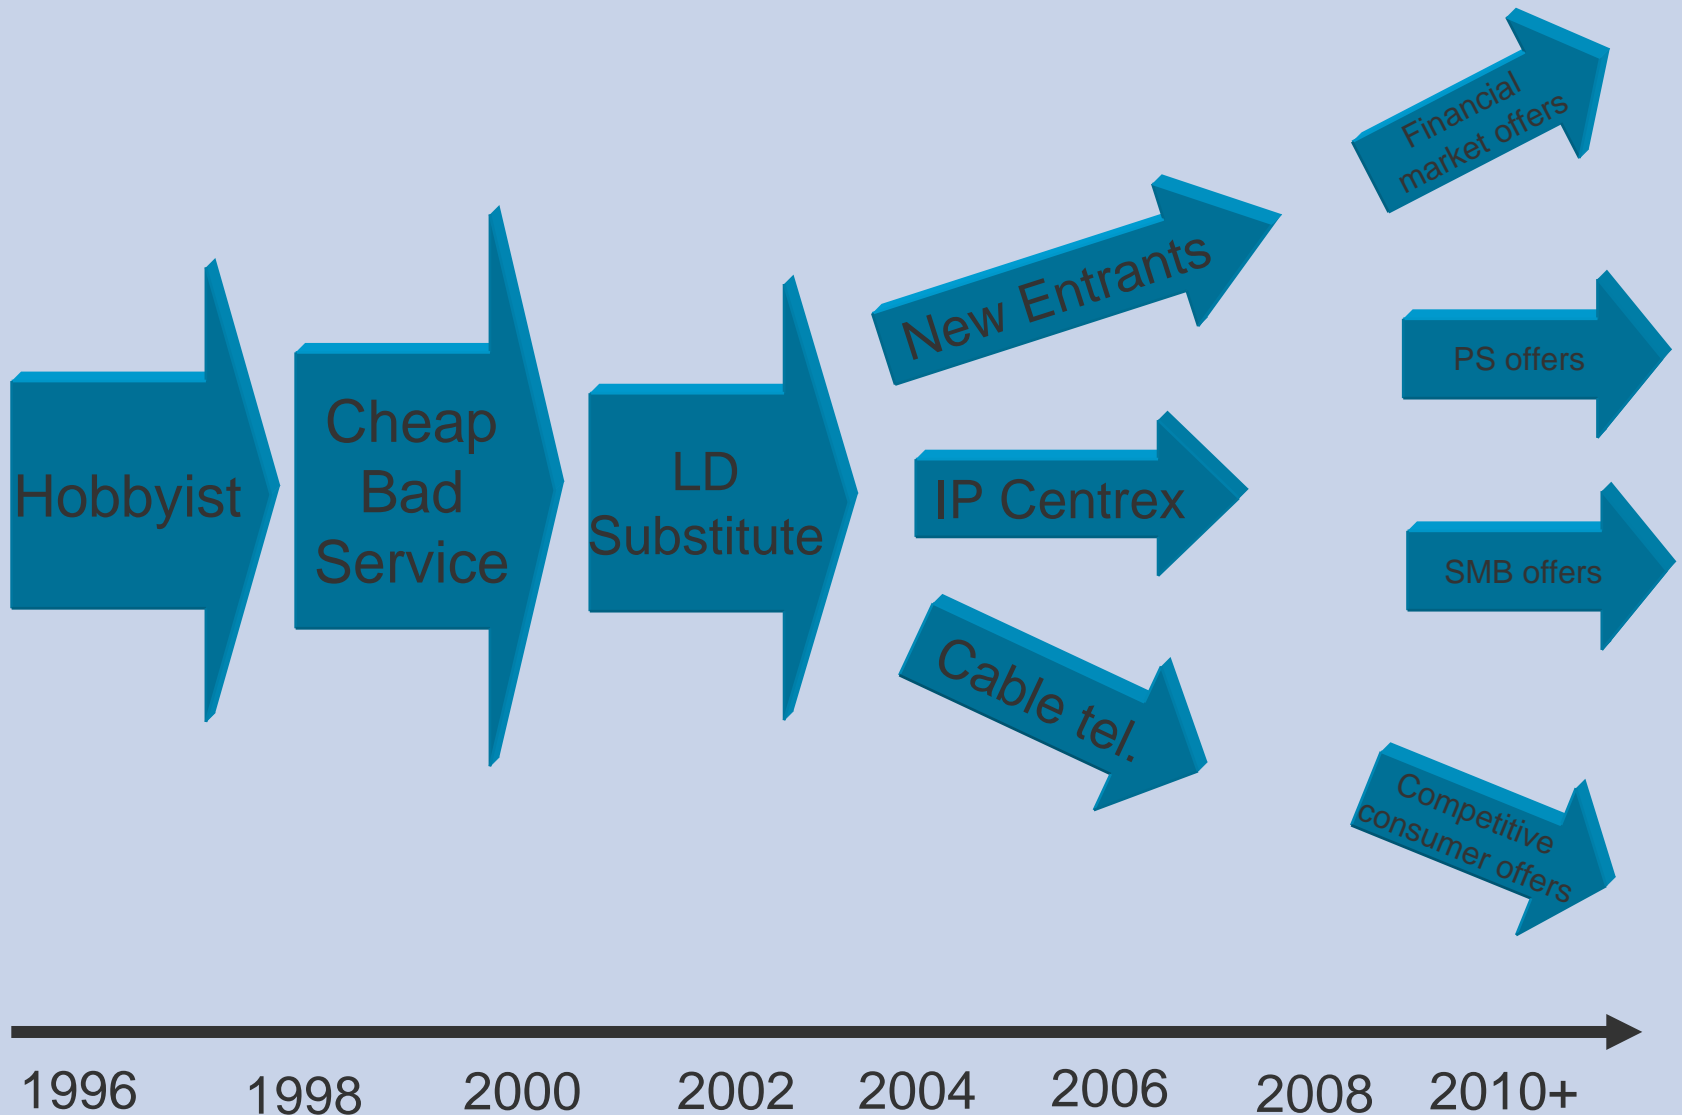 Hobbyist
Cheap
Bad
Service
LD
Substitute
New Entrants
IP Centrex
Cable tel.
Financial
market offers
PS offers
SMB offers
Competitive
consumer offers
1996 1998 2000 2002 2004 2006 2008 2010+